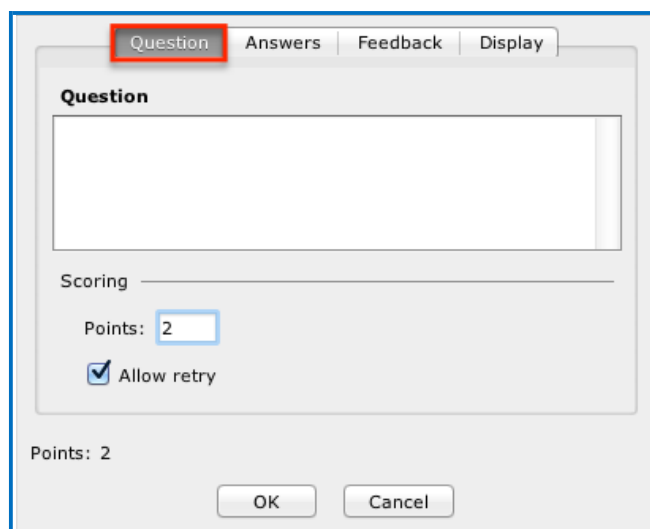 Question Answers Feedback Display
Question
Scoring
Points: 2
Allow retry
Points: 2
OK Cancel